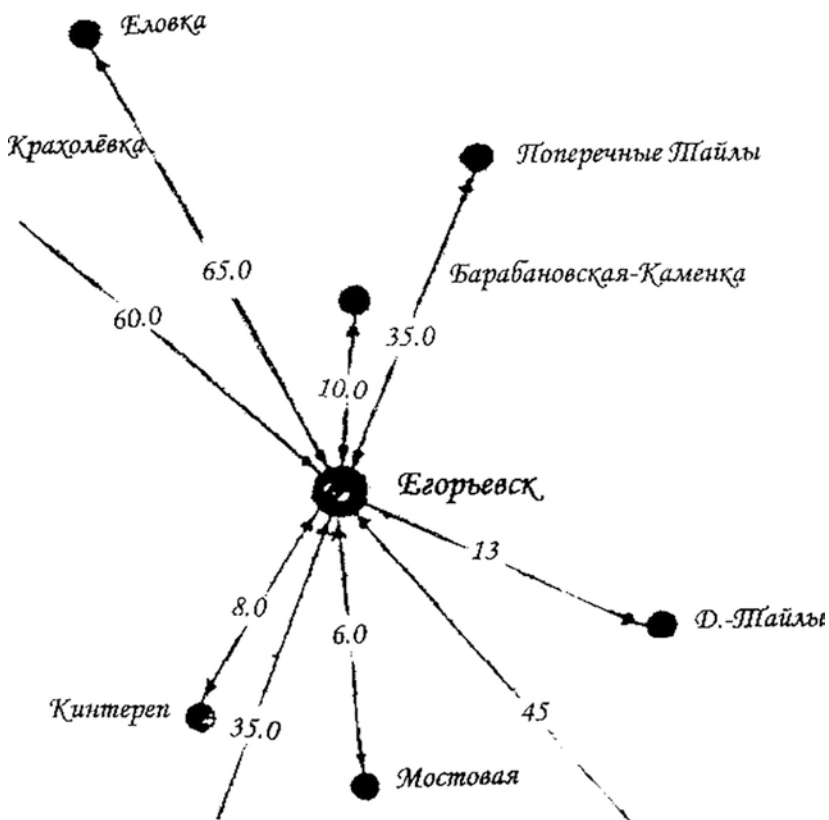 Еловка
Крахолёвка
Поперечные Тайлы
65.0
Барабановская-Каменка
60.0
35.0
10.0
Егорьевск
13
8.0
6.0
Д.-Тайлы
Кинтереп
35.0
45
Мостовая